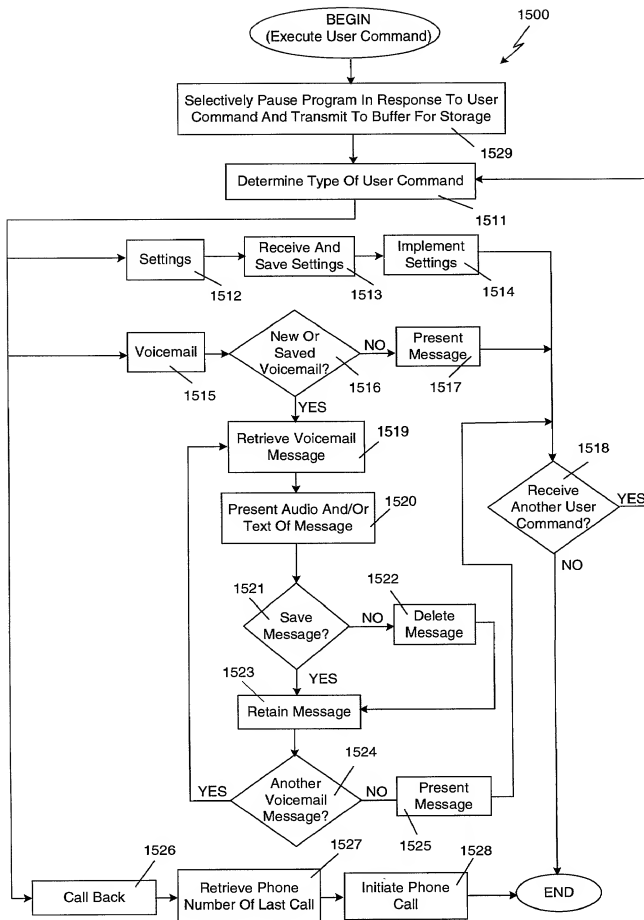 BEGIN
(Execute User Command)
1500
Selectively Pause Program In Response To User
Command And Transmit To Buffer For Storage
1529
Determine Type Of User Command
1511
Settings
1512
Receive And
Save Settings
1513
Implement
Settings
1514
Voicemail
1515
New Or
Saved
Voicemail?
1516
NO
YES
Present
Message
1517
Retrieve Voicemail
Message
1519
1518
Receive
Another User
Command?
YES
NO
Present Audio And/Or
Text Of Message
1520
1521
Save
Message?
NO
YES
1522
Delete
Message
1523
Retain Message
1524
Another
Voicemail
Message?
YES
NO
Present
Message
1525
1526
Call Back
1527
Retrieve Phone
Number Of Last Call
1528
Initiate Phone
Call
END